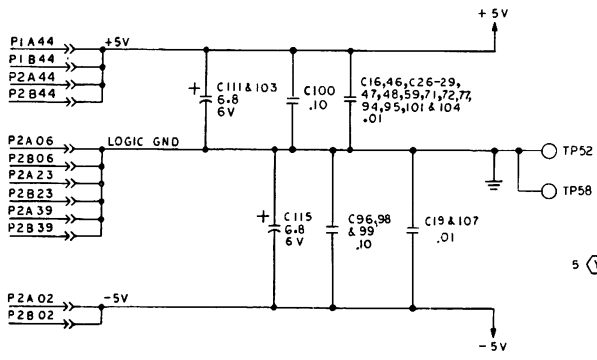 +5V
P1A44
+5V
P1B44
P2A44
P2B44
+ C111&103
6.8
6V
C100
.10
C16,46,C26-29,
47,48,59,71,72,77,
94,95,101 & 104
.01
P2A06
LOGIC GND
P2B06
P2A23
P2B23
P2A39
P2B39
TP52
TP58
+ C115
6.8
6V
C96,98
& 99
.10
C19 & 107
.01
5
P2A02
-5V
P2B02
-5V